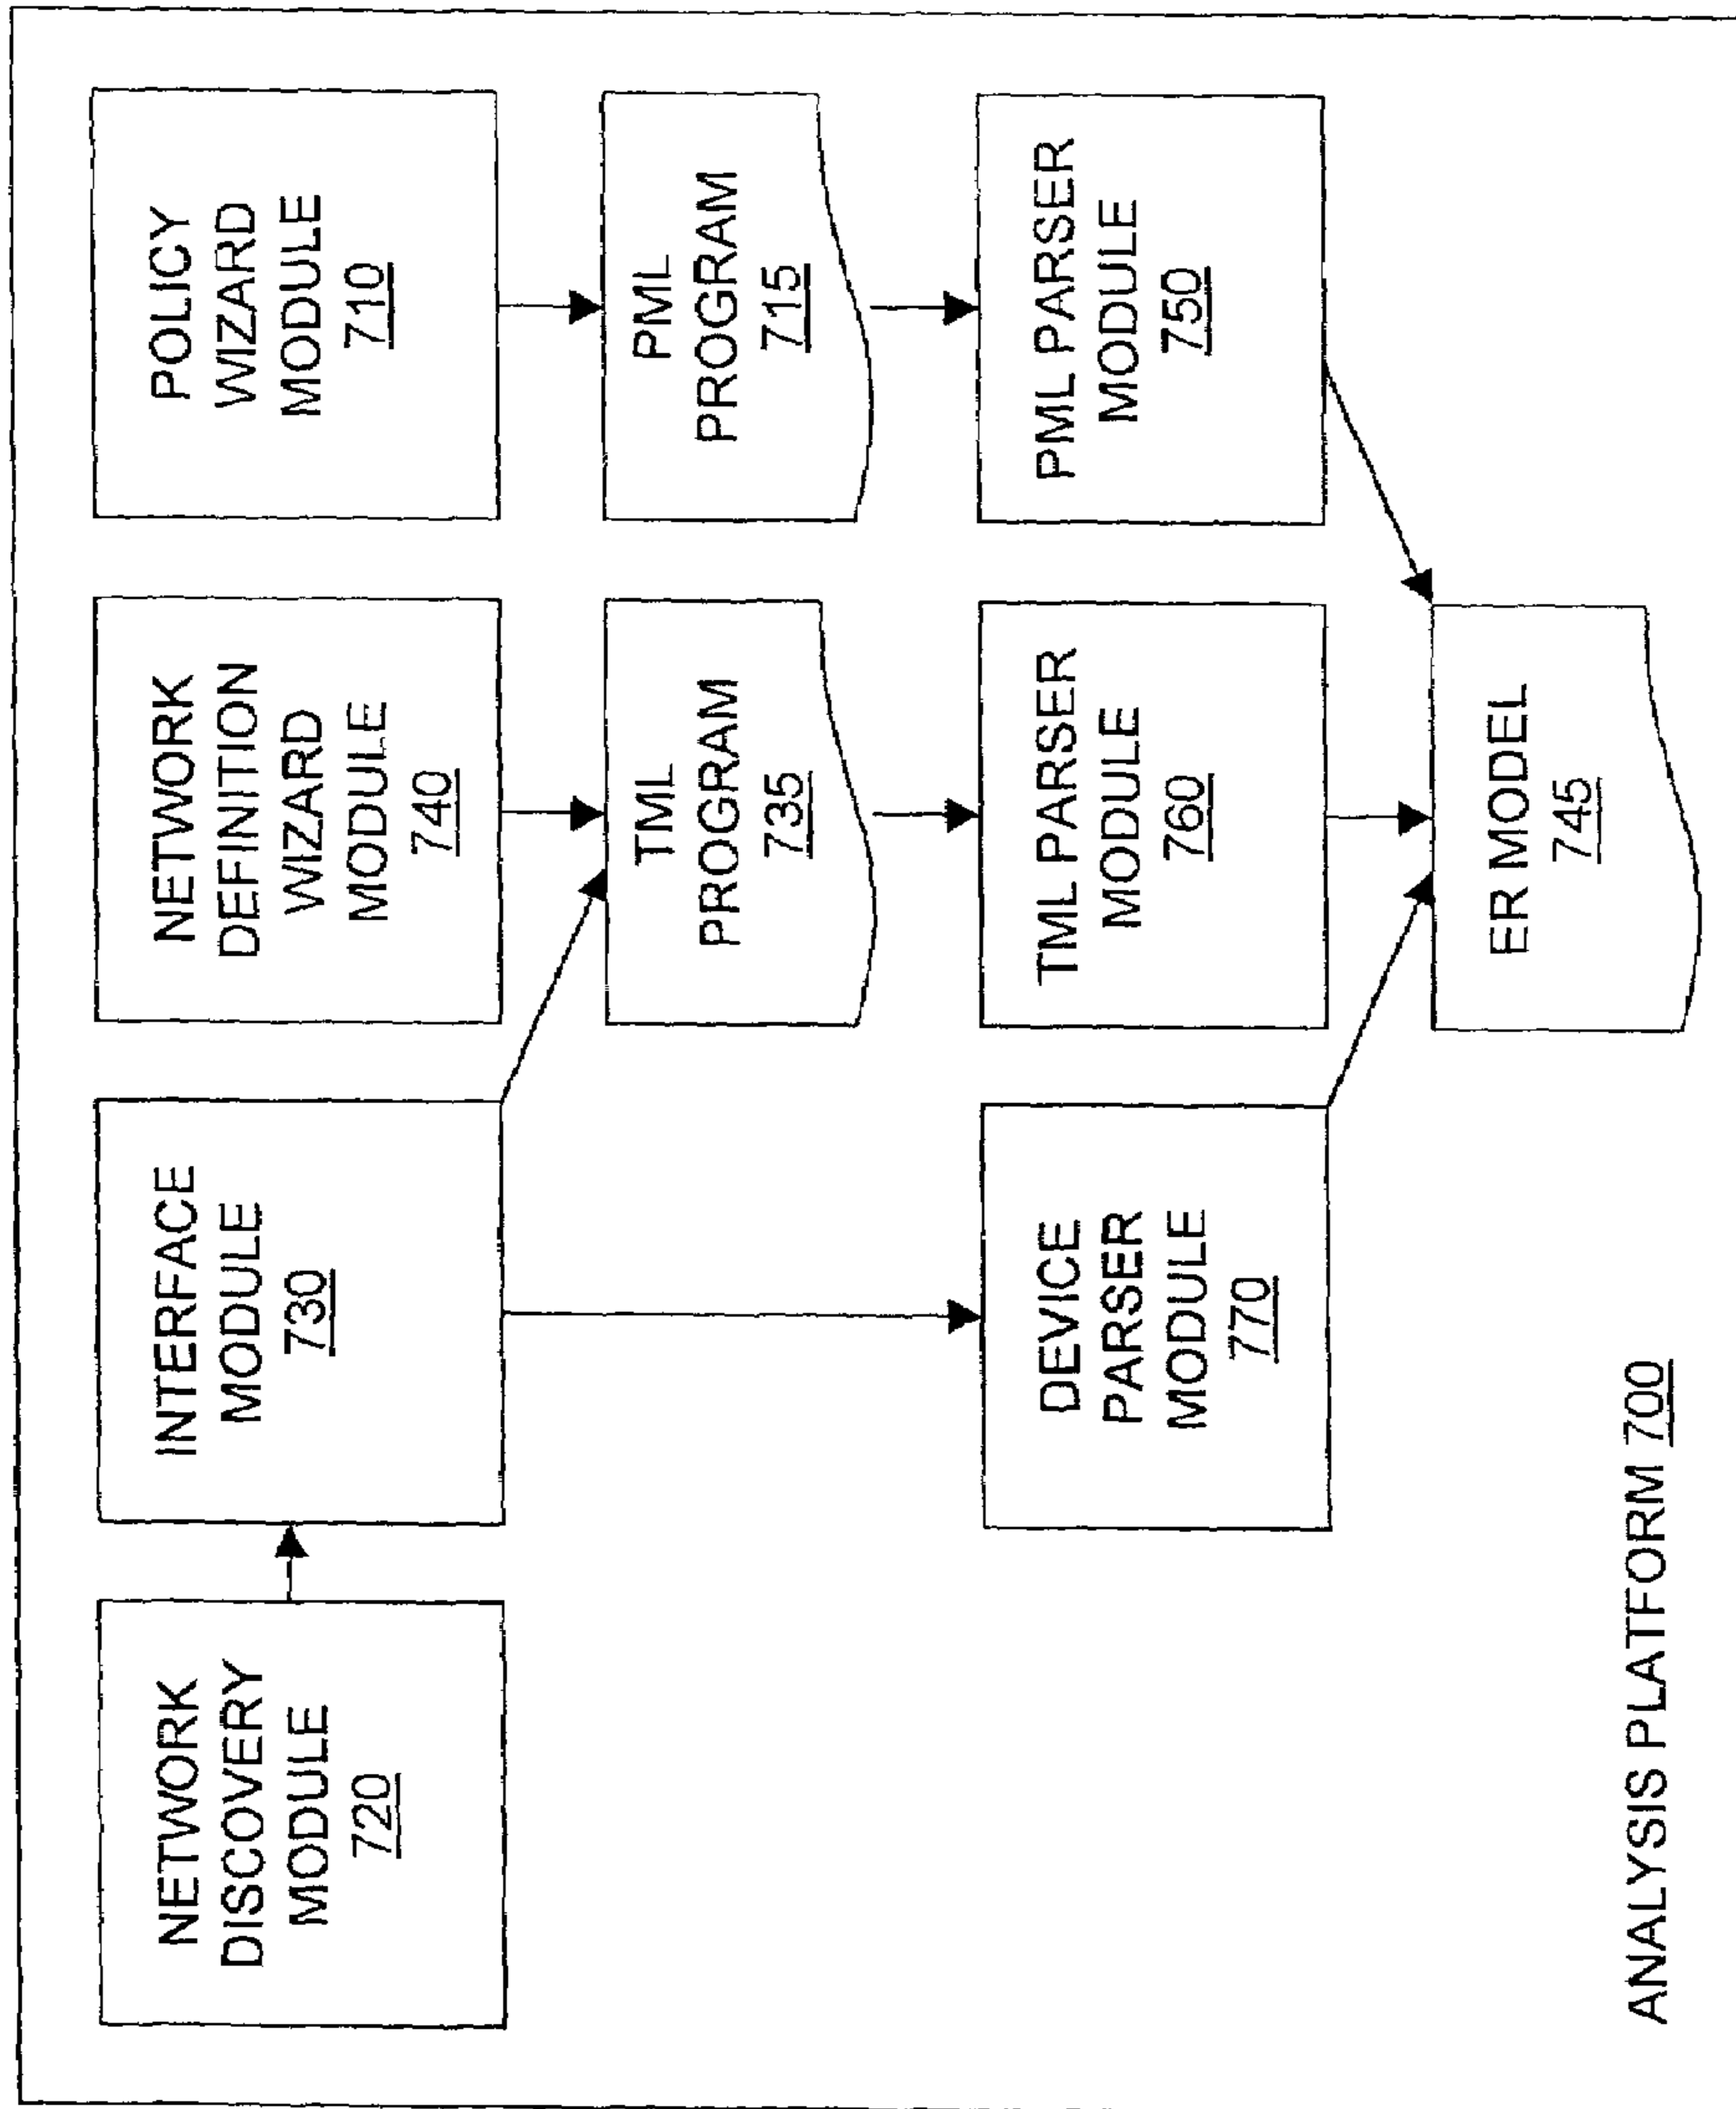 NETWORK
DISCOVERY
MODULE
720
INTERFACE
MODULE
730
NETWORK
DEFINITION
WIZARD
MODULE
740
POLICY
WIZARD
MODULE
710
TML
PROGRAM
735
PML
PROGRAM
715
DEVICE
PARSER
MODULE
770
TML PARSER
MODULE
760
PML PARSER
MODULE
750
ER MODEL
745
ANALYSIS PLATFORM 700